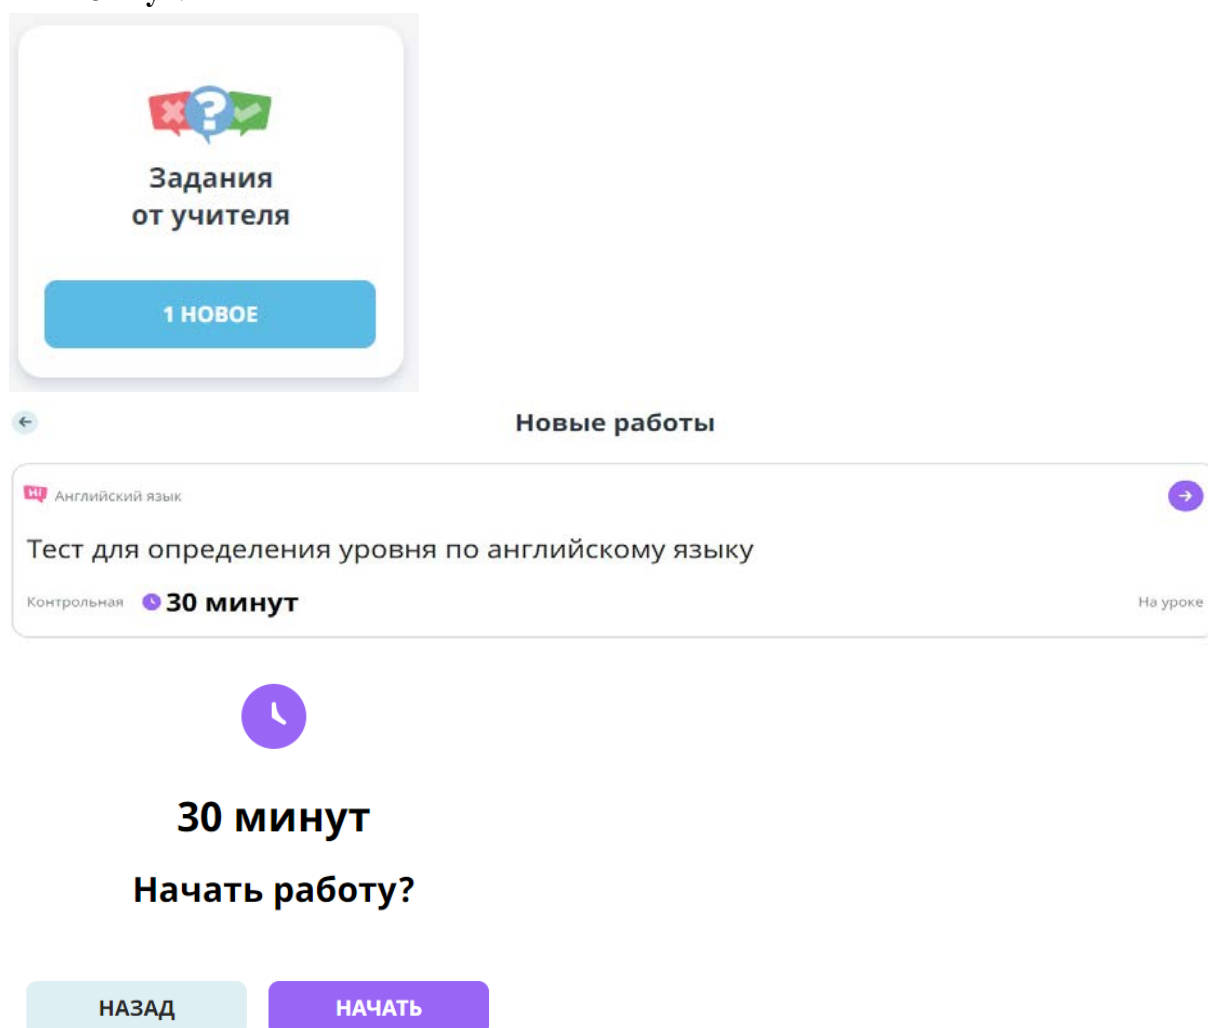 Задания
от учителя
1 НОВОЕ
Новые работы
Hi Английский язык
Тест для определения уровня по английскому языку
Контрольная 30 минут На уроке
30 минут
Начать работу?
НАЗАД НАЧАТЬ